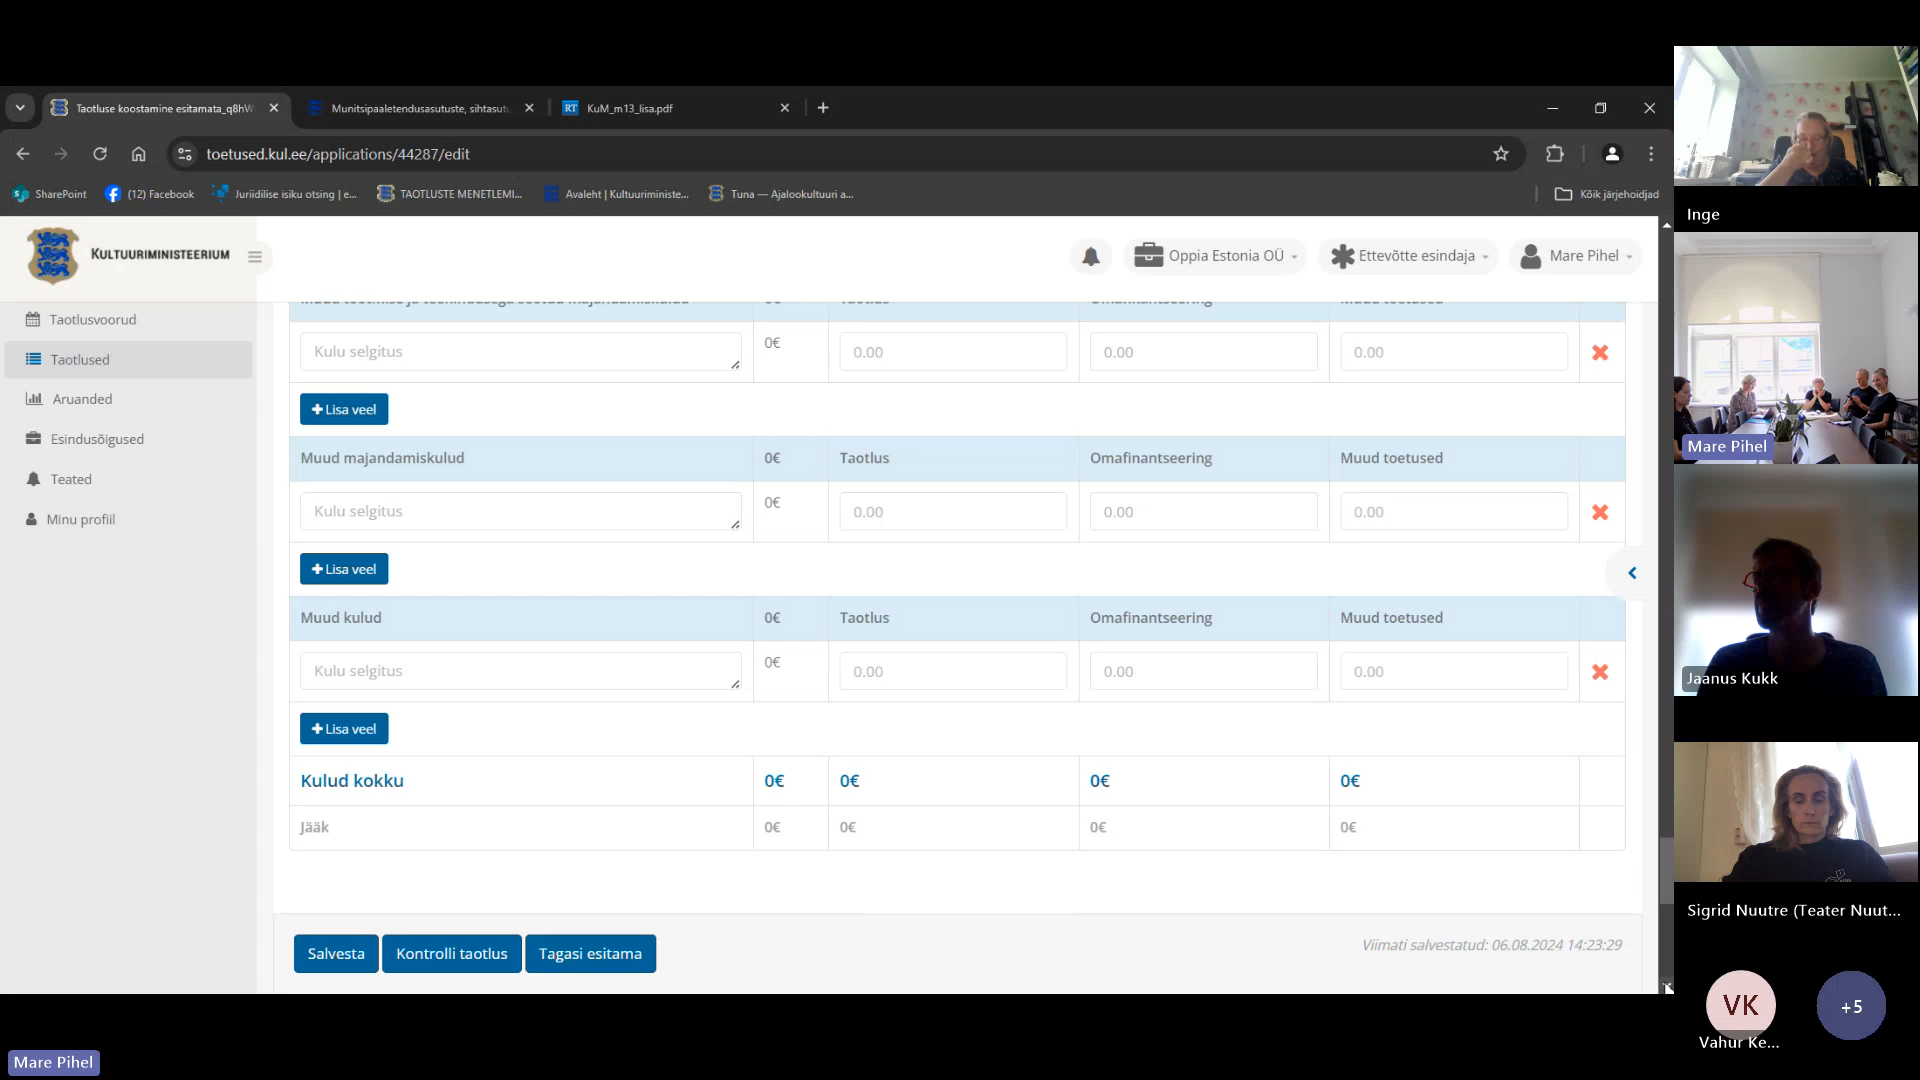 Taotluse koostamine esitamata_q8hW
Munitsipaaletendusasutuste, sihtasutu
RT KuM_m13_lisa.pdf
toetused.kul.ee/applications/44287/edit
SharePoint
(12) Facebook
Juriidilise isiku otsing | e...
TAOTLUSTE MENETLEMI...
Avaleht | Kultuuriministe...
Tuna — Ajalookultuuri a...
Kõik järjehoidjad
KULTUURIMINISTEERIUM
Oppia Estonia OÜ
Ettevõtte esindaja
Mare Pihel
Taotlusvoorud
Taotlused
Aruanded
Esindusõigused
Teated
Minu profiil
Kulu selgitus 0€ 0.00 0.00 0.00
Lisa veel
Muud majandamiskulud 0€ Taotlus Omafinantseering Muud toetused
Kulu selgitus 0€ 0.00 0.00 0.00
Lisa veel
Muud kulud 0€ Taotlus Omafinantseering Muud toetused
Kulu selgitus 0€ 0.00 0.00 0.00
Lisa veel
Kulud kokku 0€ 0€ 0€ 0€
Jääk 0€ 0€ 0€ 0€
Salvesta Kontrolli taotlus Tagasi esitama
Viimati salvestatud: 06.08.2024 14:23:29
Inge
Mare Pihel
Jaanus Kukk
Sigrid Nuutre (Teater Nuut...
VK
Vahur Ke...
+5
Mare Pihel